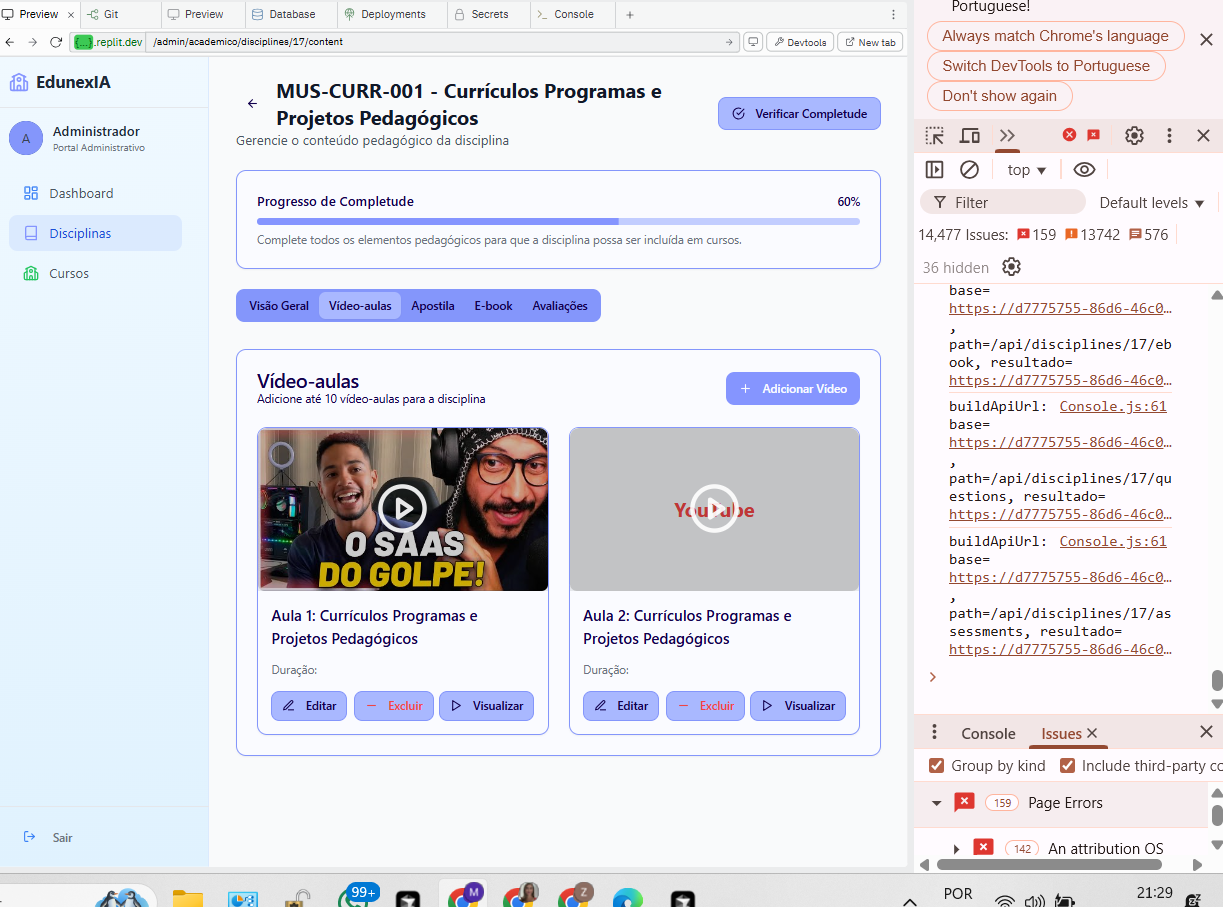 Preview
Git
Preview
Database
Deployments
Secrets
Console
.replit.dev
/admin/academico/disciplines/17/content
Devtools
New tab
EdunexIA
A
Administrador
Portal Administrativo
Dashboard
Disciplinas
Cursos
Sair
MUS-CURR-001 - Currículos Programas e
Projetos Pedagógicos
Gerencie o conteúdo pedagógico da disciplina
Verificar Completude
Progresso de Completude
60%
Complete todos os elementos pedagógicos para que a disciplina possa ser incluída em cursos.
Visão Geral
Vídeo-aulas
Apostila
E-book
Avaliações
Vídeo-aulas
Adicione até 10 vídeo-aulas para a disciplina
Adicionar Vídeo
O SAAS
DO GOLPE!
Aula 1: Currículos Programas e
Projetos Pedagógicos
Duração:
Editar
Excluir
Visualizar
YouTube
Aula 2: Currículos Programas e
Projetos Pedagógicos
Duração:
Editar
Excluir
Visualizar
Portuguese!
Always match Chrome's language
Switch DevTools to Portuguese
Don't show again
top
Filter
Default levels
14,477 Issues: 159 13742 576
36 hidden
base=
https://d7775755-86d6-46c0…
,
path=/api/disciplines/17/eb
ook, resultado=
https://d7775755-86d6-46c0…
buildApiUrl: Console.js:61
base=
https://d7775755-86d6-46c0…
,
path=/api/disciplines/17/qu
estions, resultado=
https://d7775755-86d6-46c0…
buildApiUrl: Console.js:61
base=
https://d7775755-86d6-46c0…
,
path=/api/disciplines/17/as
sessments, resultado=
https://d7775755-86d6-46c0…
Console
Issues
Group by kind
Include third-party co
159 Page Errors
142 An attribution OS
99+
M
Z
POR
21:29